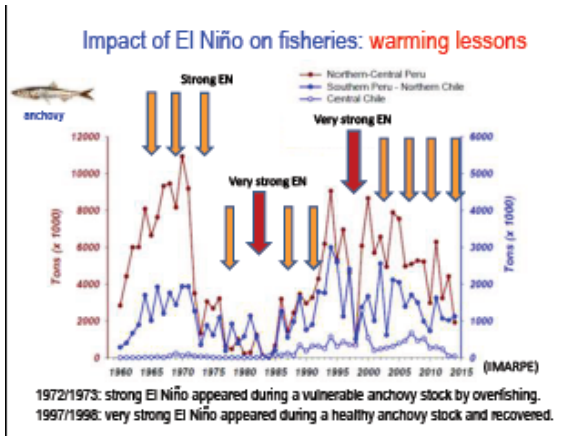 Impact of El Niño on fisheries: warming lessons
Strong EN
Northern-Central Peru
Southern Peru - Northern Chile
Central Chile
anchovy
Very strong EN
12000
6000
10000
5000
Very strong EN
8000
4000
6000
3000
4000
2000
2000
1000
0
0
Tons (x 1000)
Tons (x 1000)
1960 1965 1970 1975 1980 1985 1990 1995 2000 2005 2010 2015
(IMARPE)
1972/1973: strong El Niño appeared during a vulnerable anchovy stock by overfishing.
1997/1998: very strong El Niño appeared during a healthy anchovy stock and recovered.